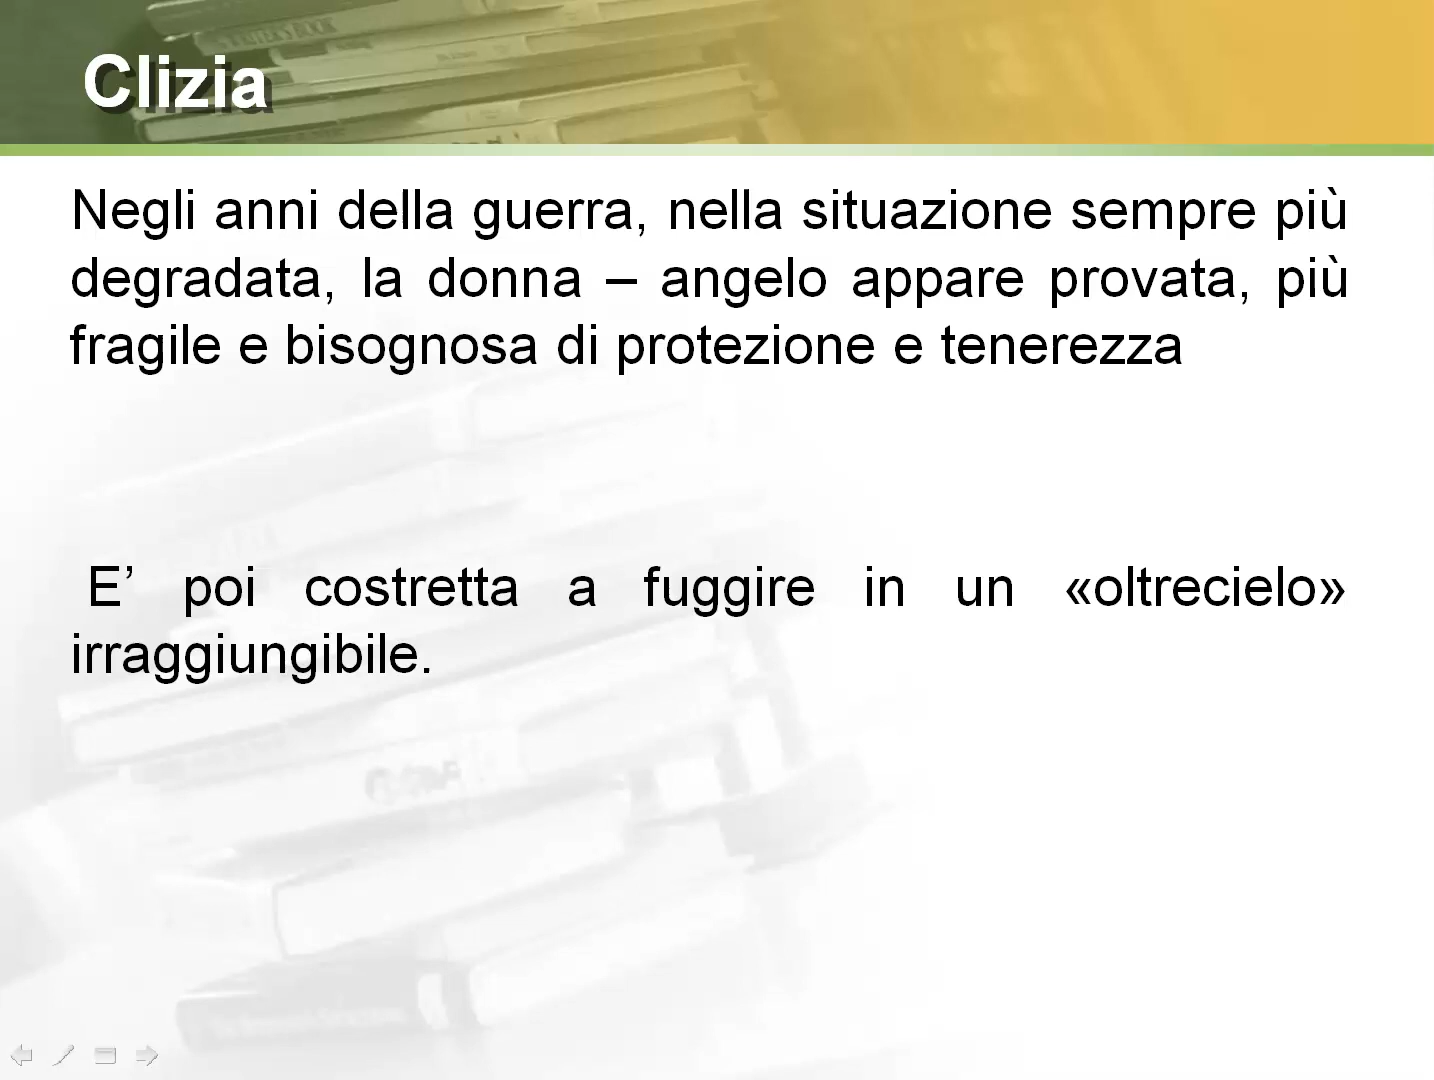 Clizia
Negli anni della guerra, nella situazione sempre più
degradata, la donna – angelo appare provata, più
fragile e bisognosa di protezione e tenerezza
E’ poi costretta a fuggire in un «oltrecielo»
irraggiungibile.